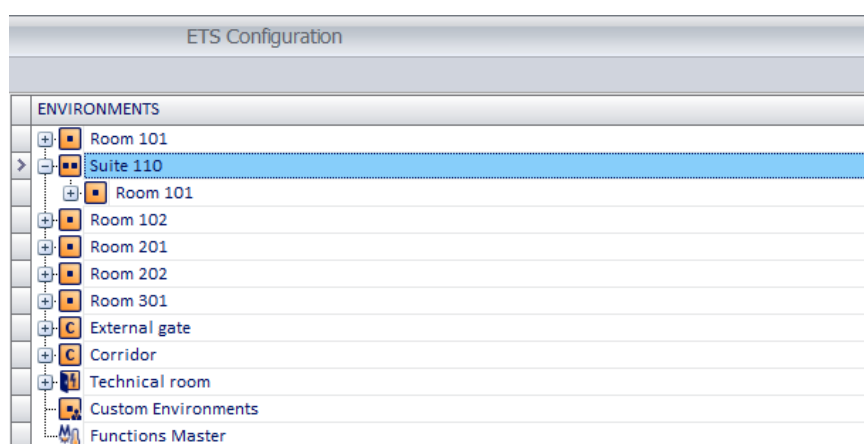 ETS Configuration
ENVIRONMENTS
Room 101
Suite 110
Room 101
Room 102
Room 201
Room 202
Room 301
C External gate
C Corridor
Technical room
Custom Environments
M Functions Master